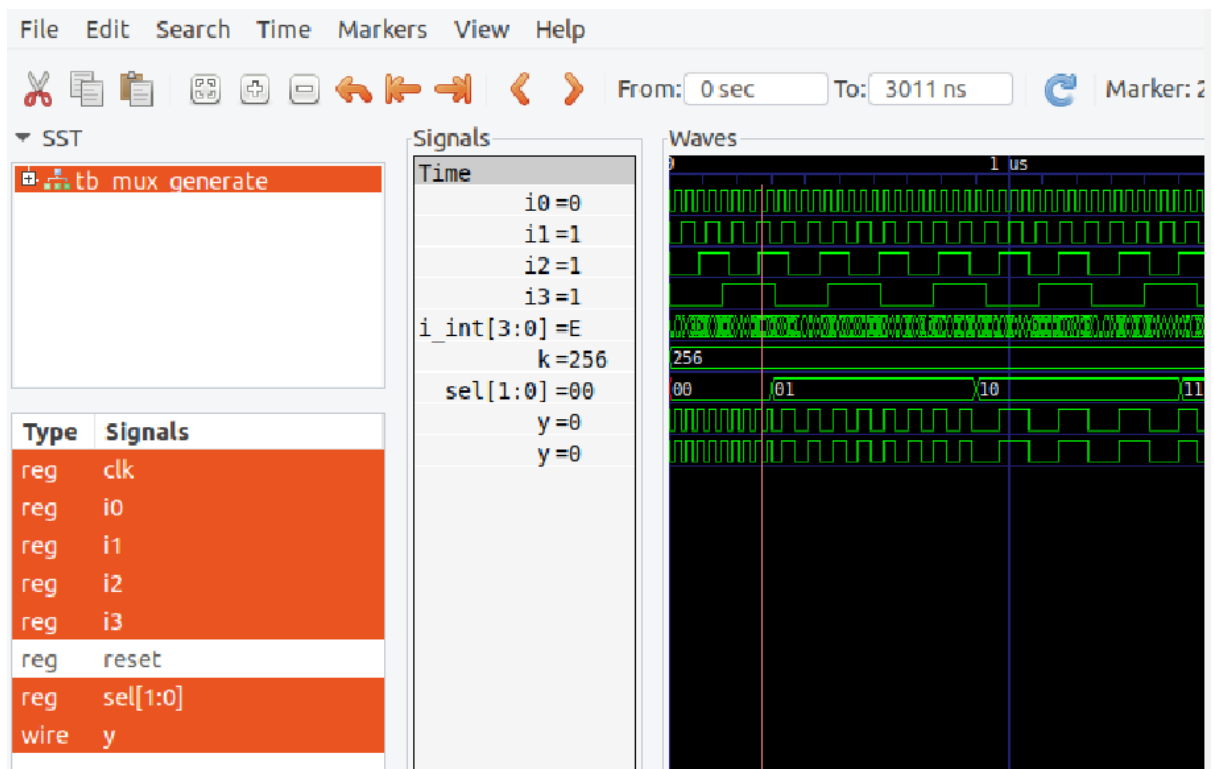 File Edit Search Time Markers View Help
From: 0 sec To: 3011 ns Marker: 2
SST
tb_mux_generate
Type Signals
reg clk
reg i0
reg i1
reg i2
reg i3
reg reset
reg sel[1:0]
wire y
Signals
Time
i0=0
i1=1
i2=1
i3=1
i_int[3:0]=E
k=256
sel[1:0]=00
y=0
y=0
Waves
0 1 us
256
00 01 10 11